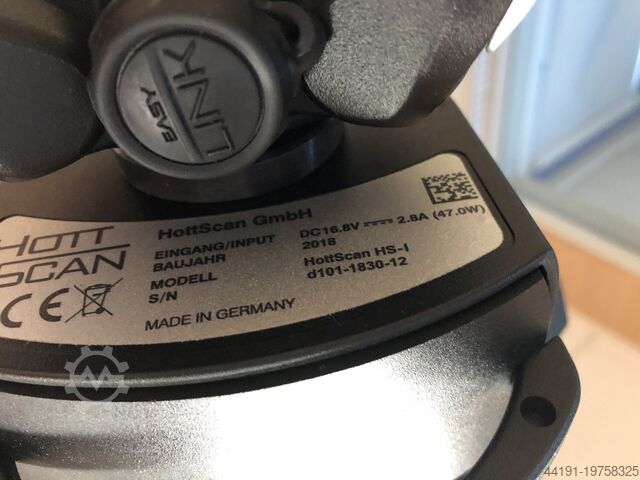 EASY
LINK
HOTT
SCAN
HottScan GmbH
EINGANG/INPUT DC16.8V 2.8A (47.0W)
BAUJAHR 2018
MODELL HottScan HS-I
S/N d101-1830-12
CE
MADE IN GERMANY
44191-19758325